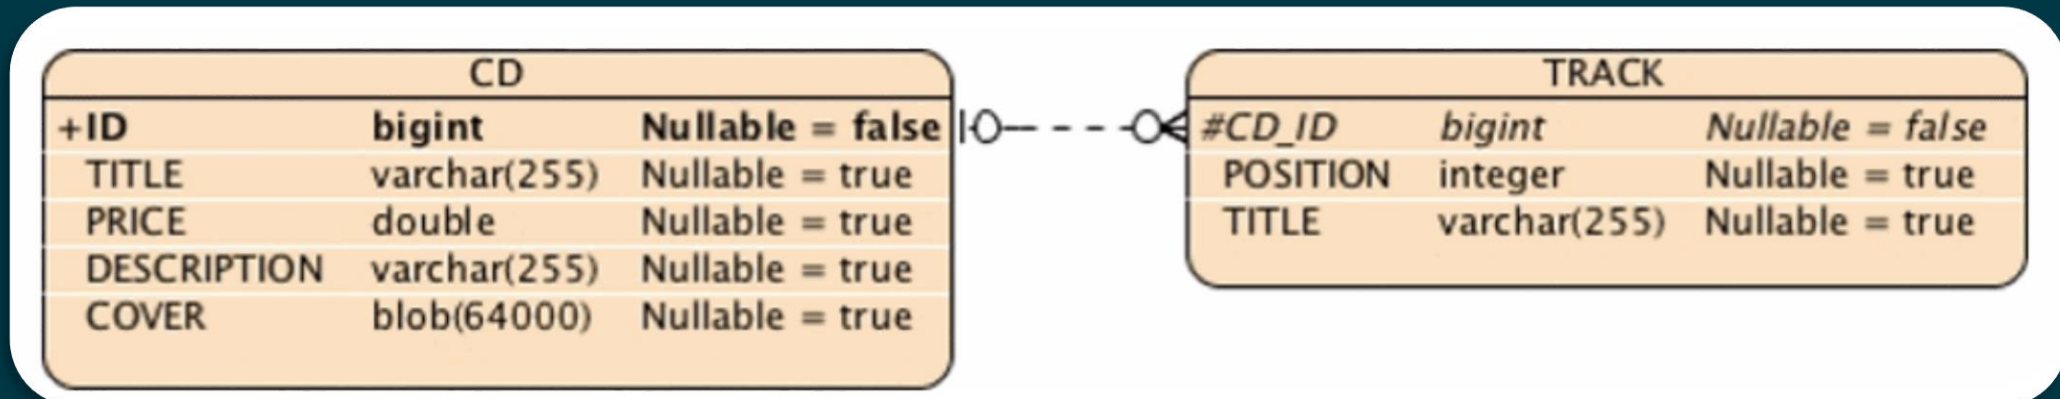 CD
+ID bigint Nullable = false
TITLE varchar(255) Nullable = true
PRICE double Nullable = true
DESCRIPTION varchar(255) Nullable = true
COVER blob(64000) Nullable = true
TRACK
#CD_ID bigint Nullable = false
POSITION integer Nullable = true
TITLE varchar(255) Nullable = true